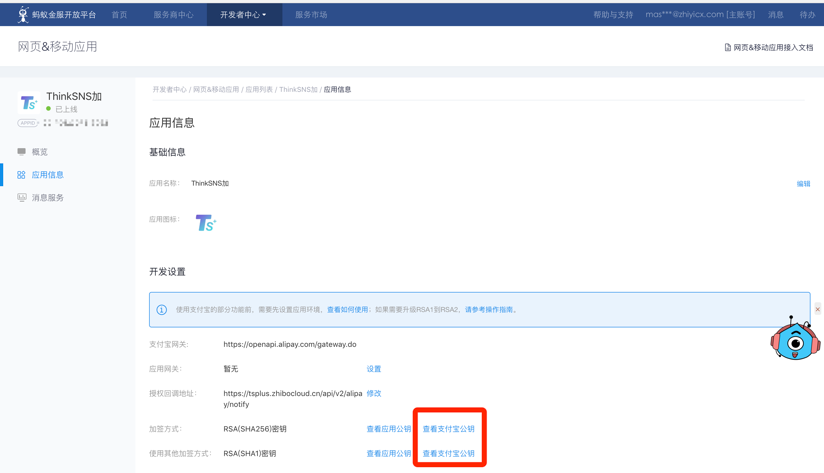 蚂蚁金服开放平台 首页 服务商中心 开发者中心 服务市场 帮助与支持 mas***@zhiyicx.com [主账号] 消息 待办
网页&移动应用 网页&移动应用接入文档
ThinkSNS加
已上线
APPID
概览
应用信息
消息服务
开发者中心 / 网页&移动应用 / 应用列表 / ThinkSNS加 / 应用信息
应用信息
基础信息
应用名称: ThinkSNS加 编辑
应用图标: Ts+
开发设置
使用支付宝的部分功能前，需要先设置应用环境，查看如何使用；如果需要升级RSA1到RSA2，请参考操作指南。
支付宝网关: https://openapi.alipay.com/gateway.do
应用网关: 暂无 设置
授权回调地址: https://tsplus.zhibocloud.cn/api/v2/alipa 修改
y/notify
加签方式: RSA(SHA256)密钥 查看应用公钥 查看支付宝公钥
使用其他加签方式: RSA(SHA1)密钥 查看应用公钥 查看支付宝公钥